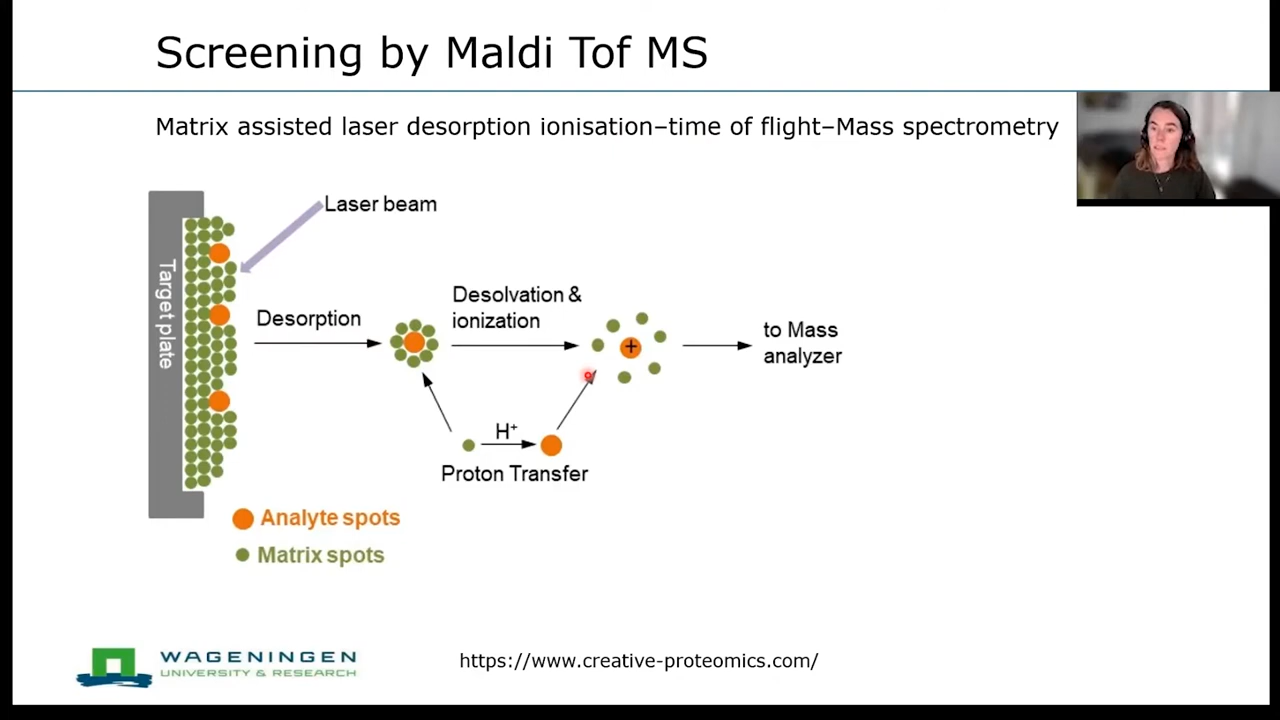 Screening by Maldi Tof MS
Matrix assisted laser desorption ionisation–time of flight–Mass spectrometry
Laser beam
Target plate
Desorption
Desolvation &
ionization
+
to Mass
analyzer
H⁺
Proton Transfer
Analyte spots
Matrix spots
WAGENINGEN
UNIVERSITY & RESEARCH
https://www.creative-proteomics.com/